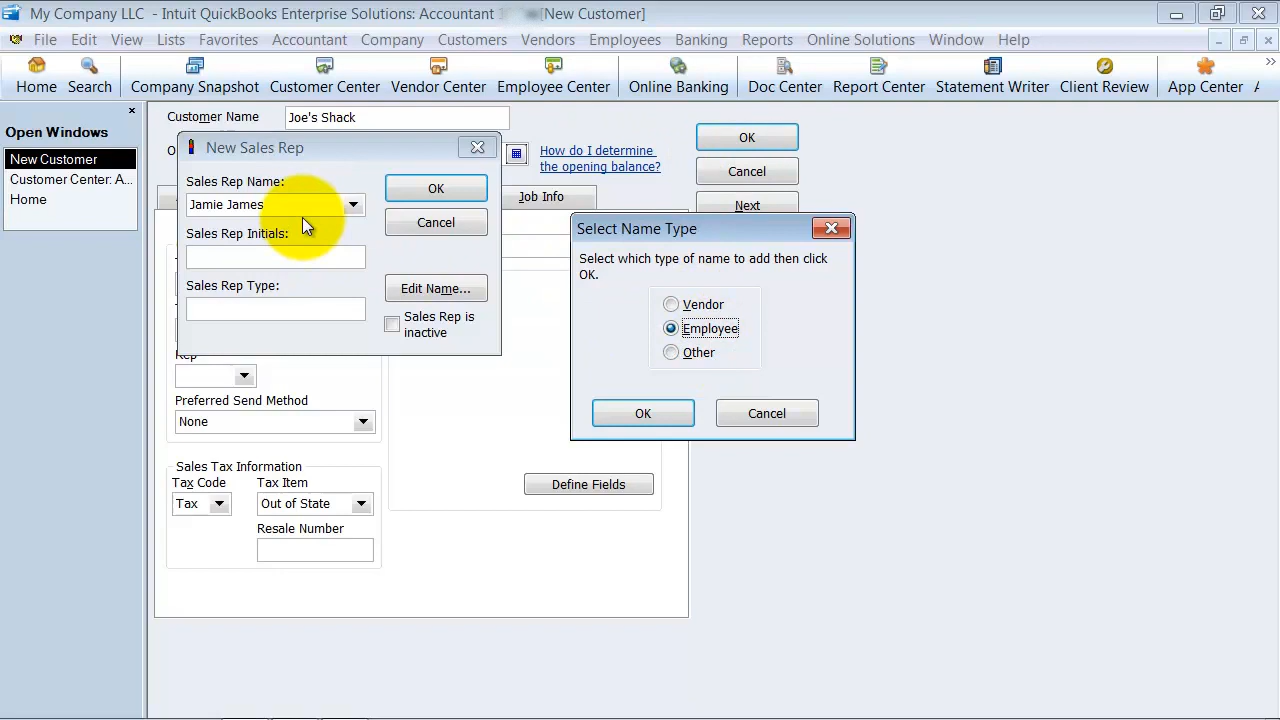 My Company LLC - Intuit QuickBooks Enterprise Solutions: Accountant [New Customer]
File Edit View Lists Favorites Accountant Company Customers Vendors Employees Banking Reports Online Solutions Window Help
Home Search Company Snapshot Customer Center Vendor Center Employee Center Online Banking Doc Center Report Center Statement Writer Client Review App Center
Open Windows
New Customer
Customer Center: A...
Home
Customer Name Joe's Shack
How do I determine
the opening balance?
OK
Cancel
Next
Job Info
New Sales Rep
Sales Rep Name:
Jamie James
Sales Rep Initials:
Sales Rep Type:
OK
Cancel
Edit Name...
Sales Rep is
inactive
Select Name Type
Select which type of name to add then click
OK.
Vendor
Employee
Other
OK Cancel
Rep
Preferred Send Method
None
Sales Tax Information
Tax Code Tax Item
Tax Out of State
Resale Number
Define Fields